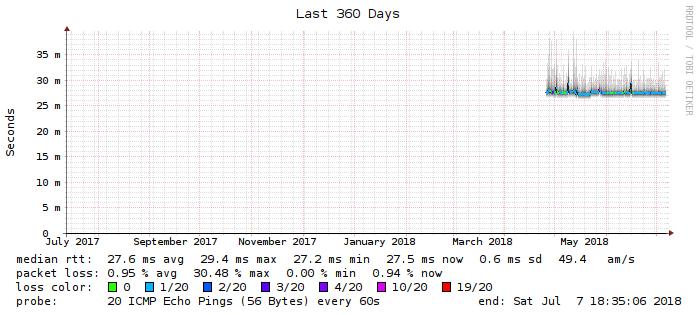 Last 360 Days
RRDTOOL / TOBI OETIKER
Seconds
35 m
30 m
25 m
20 m
15 m
10 m
5 m
0
July 2017 September 2017 November 2017 January 2018 March 2018 May 2018
median rtt: 27.6 ms avg 29.4 ms max 27.2 ms min 27.5 ms now 0.6 ms sd 49.4 am/s
packet loss: 0.95 % avg 30.48 % max 0.00 % min 0.94 % now
loss color: 0 1/20 2/20 3/20 4/20 10/20 19/20
probe: 20 ICMP Echo Pings (56 Bytes) every 60s end: Sat Jul 7 18:35:06 2018